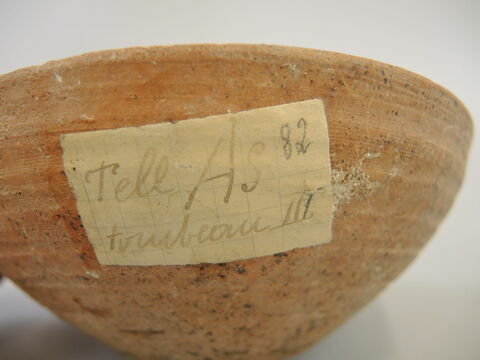 Tell As 82
tombeau III